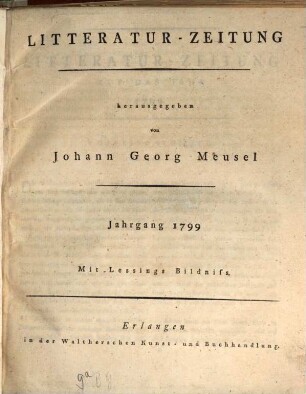 LITTERATUR-ZEITUNG
herausgegeben
von
Johann Georg Meusel
Jahrgang 1799
Mit Lessings Bildniſs.
Erlangen
in der Waltherschen Kunst- und Buchhandlung.